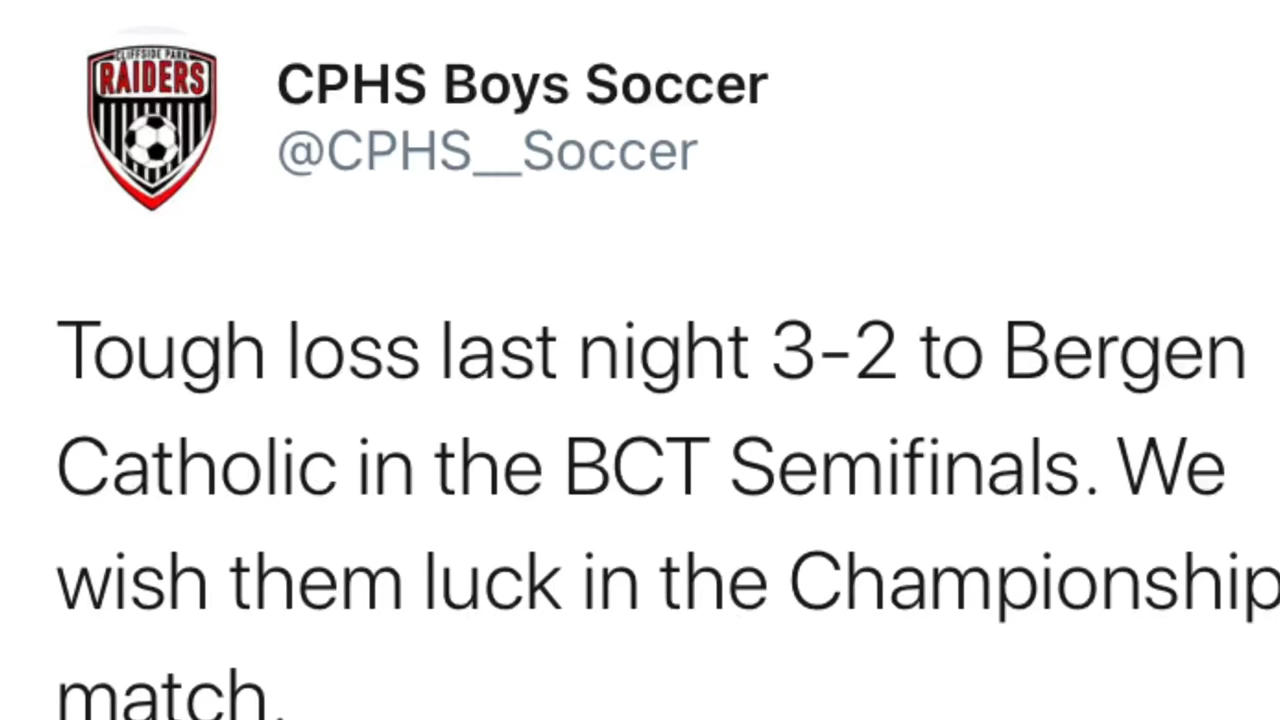 CLIFFSIDE PARK
RAIDERS
CPHS Boys Soccer
@CPHS__Soccer
Tough loss last night 3-2 to Bergen
Catholic in the BCT Semifinals. We
wish them luck in the Championship
match.